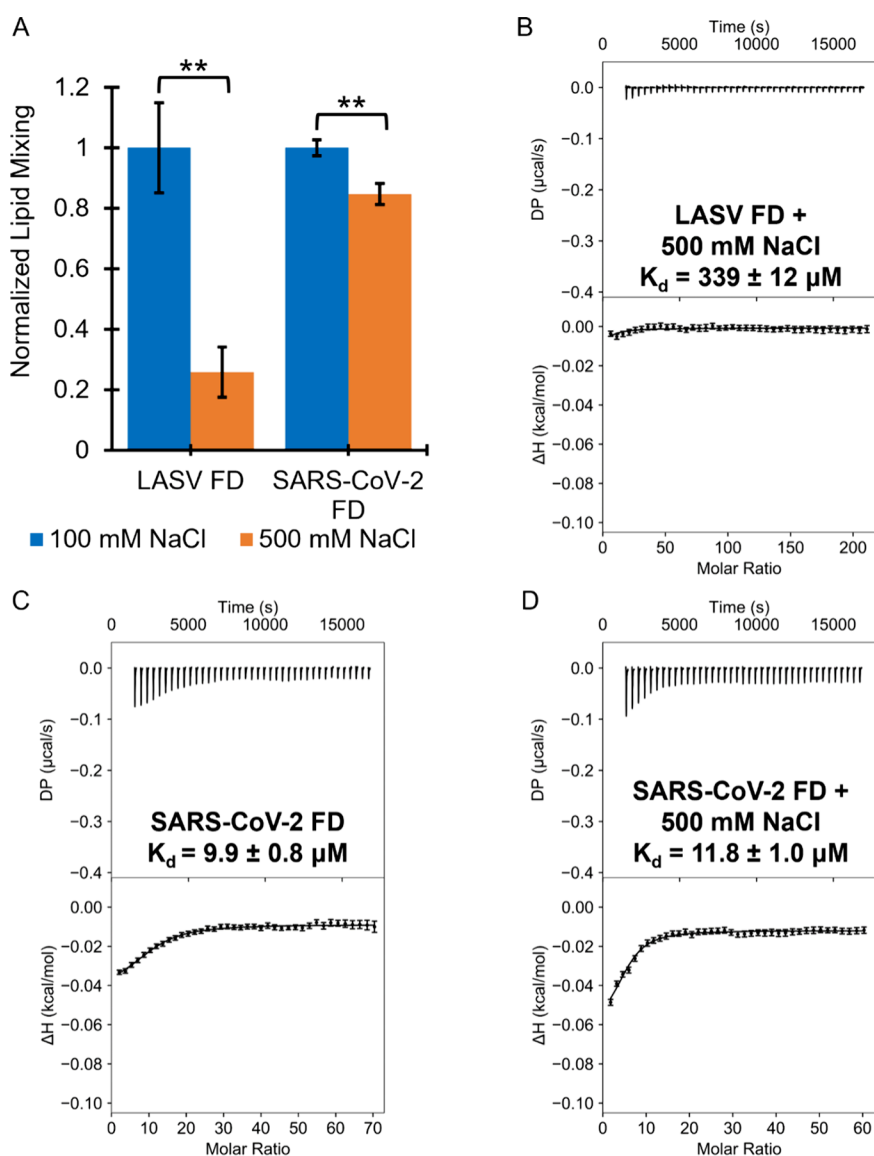 A
Normalized Lipid Mixing
1.2
1
0.8
0.6
0.4
0.2
0
**
**
LASV FD
SARS-CoV-2
FD
100 mM NaCl
500 mM NaCl
B
Time (s)
0 5000 10000 15000
DP (µcal/s)
0.0
−0.1
−0.2
−0.3
−0.4
LASV FD +
500 mM NaCl
Kd = 339 ± 12 µM
ΔH (kcal/mol)
0.00
−0.02
−0.04
−0.06
−0.08
−0.10
0 50 100 150 200
Molar Ratio
C
Time (s)
0 5000 10000 15000
DP (µcal/s)
0.0
−0.1
−0.2
−0.3
−0.4
SARS-CoV-2 FD
Kd = 9.9 ± 0.8 µM
ΔH (kcal/mol)
0.00
−0.02
−0.04
−0.06
−0.08
−0.10
0 10 20 30 40 50 60 70
Molar Ratio
D
Time (s)
0 5000 10000 15000
DP (µcal/s)
0.0
−0.1
−0.2
−0.3
−0.4
SARS-CoV-2 FD +
500 mM NaCl
Kd = 11.8 ± 1.0 µM
ΔH (kcal/mol)
0.00
−0.02
−0.04
−0.06
−0.08
−0.10
0 10 20 30 40 50 60
Molar Ratio